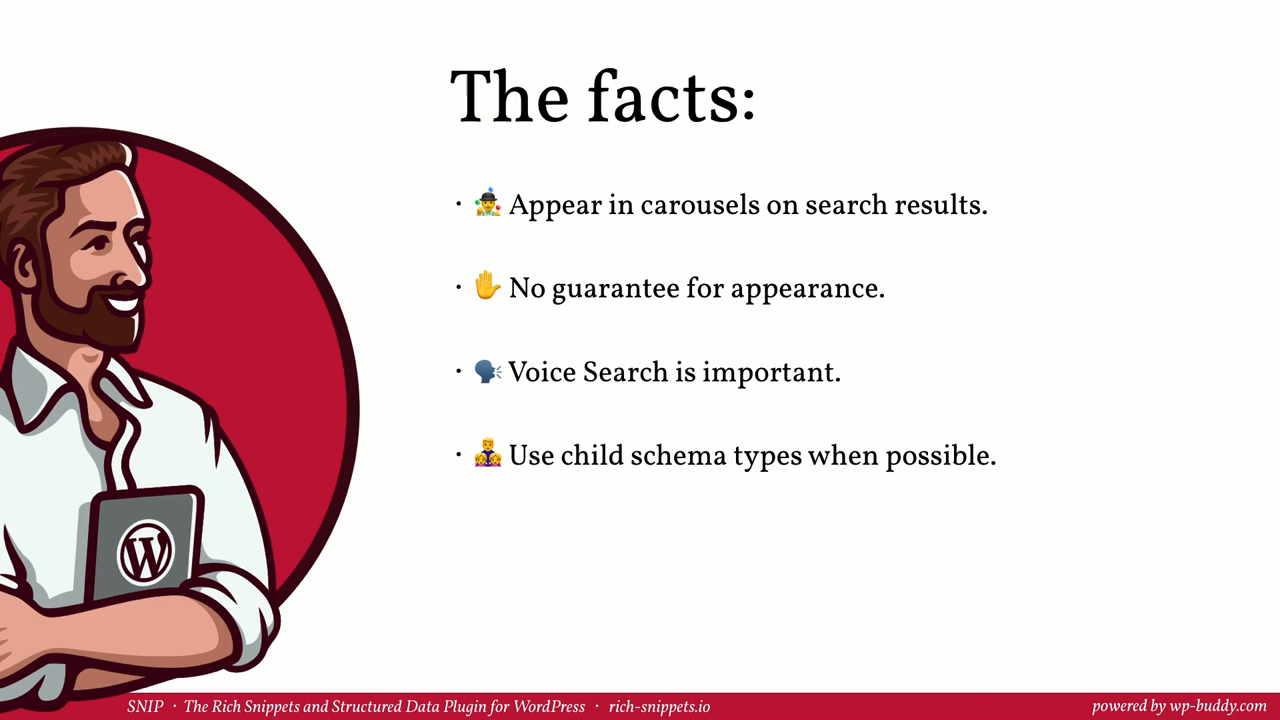 The facts:
· 🤹 Appear in carousels on search results.
· ✋ No guarantee for appearance.
· 🗣 Voice Search is important.
· 👨‍👧‍👧 Use child schema types when possible.
W
SNIP · The Rich Snippets and Structured Data Plugin for WordPress · rich-snippets.io
powered by wp-buddy.com